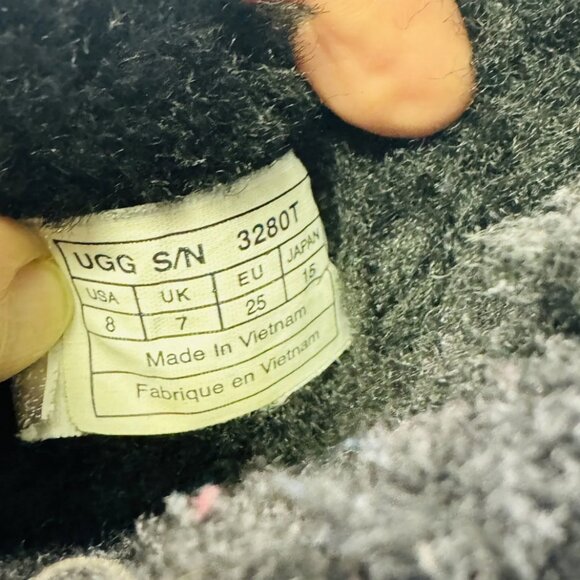 UGG S/N 3280T
USA UK EU JAPAN
8 7 25 15
Made In Vietnam
Fabrique en Vietnam